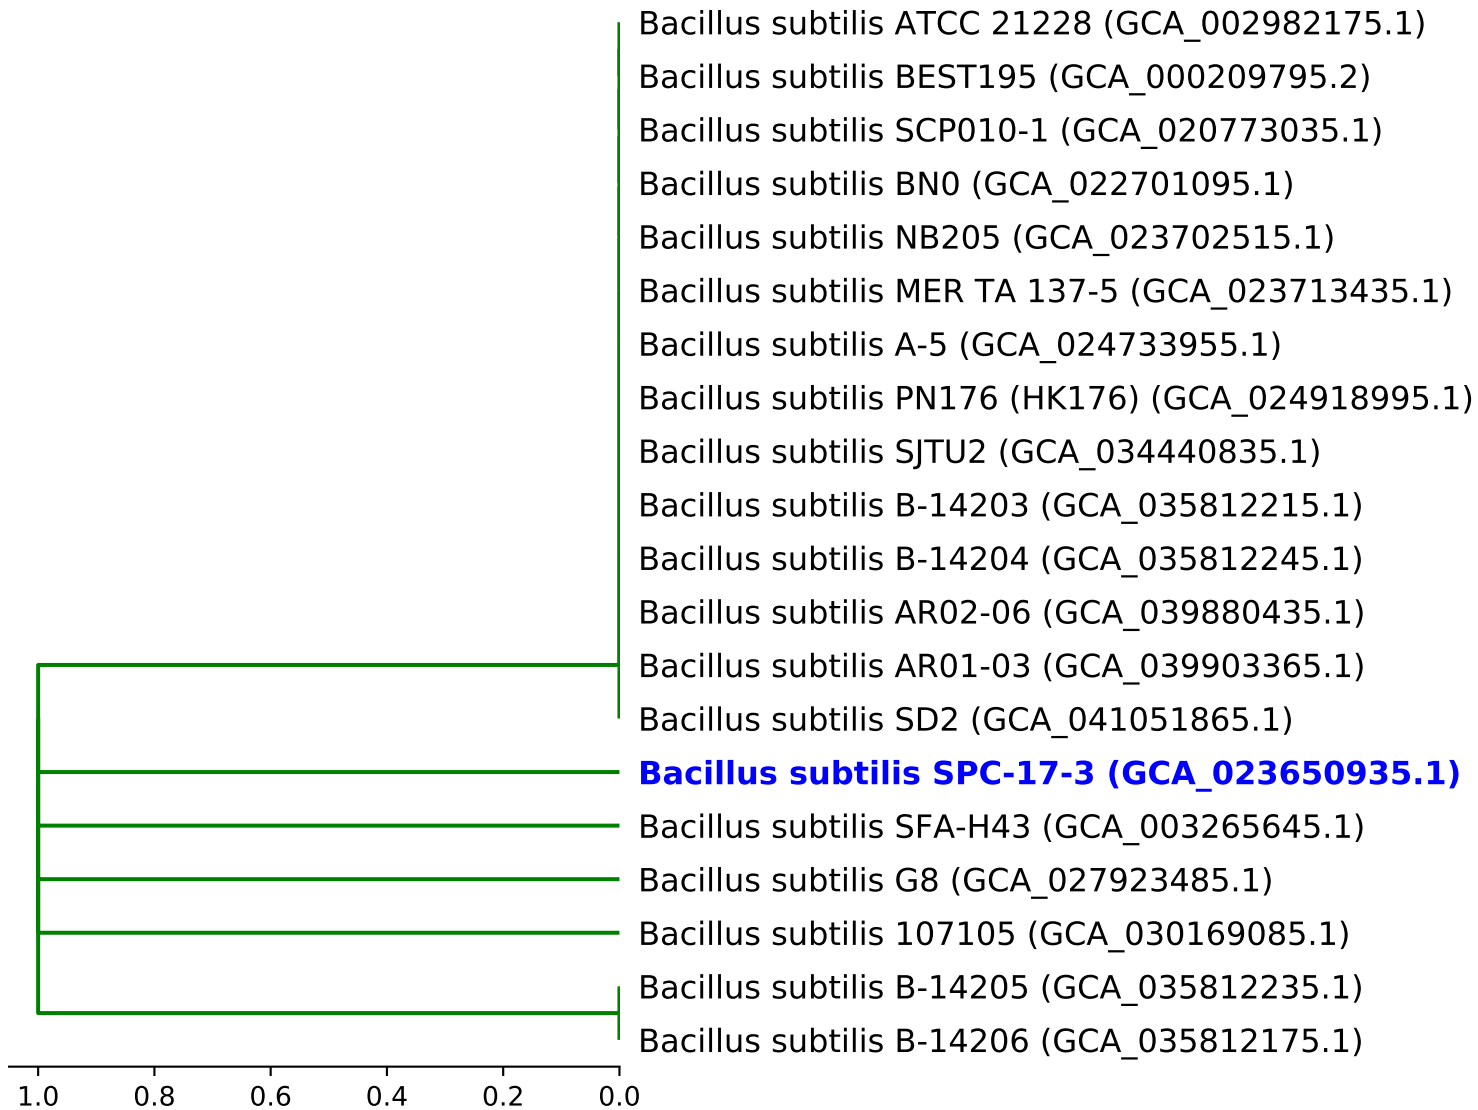 Bacillus subtilis ATCC 21228 (GCA_002982175.1)
Bacillus subtilis BEST195 (GCA_000209795.2)
Bacillus subtilis SCP010-1 (GCA_020773035.1)
Bacillus subtilis BN0 (GCA_022701095.1)
Bacillus subtilis NB205 (GCA_023702515.1)
Bacillus subtilis MER TA 137-5 (GCA_023713435.1)
Bacillus subtilis A-5 (GCA_024733955.1)
Bacillus subtilis PN176 (HK176) (GCA_024918995.1)
Bacillus subtilis SJTU2 (GCA_034440835.1)
Bacillus subtilis B-14203 (GCA_035812215.1)
Bacillus subtilis B-14204 (GCA_035812245.1)
Bacillus subtilis AR02-06 (GCA_039880435.1)
Bacillus subtilis AR01-03 (GCA_039903365.1)
Bacillus subtilis SD2 (GCA_041051865.1)
Bacillus subtilis SPC-17-3 (GCA_023650935.1)
Bacillus subtilis SFA-H43 (GCA_003265645.1)
Bacillus subtilis G8 (GCA_027923485.1)
Bacillus subtilis 107105 (GCA_030169085.1)
Bacillus subtilis B-14205 (GCA_035812235.1)
Bacillus subtilis B-14206 (GCA_035812175.1)
1.0 0.8 0.6 0.4 0.2 0.0